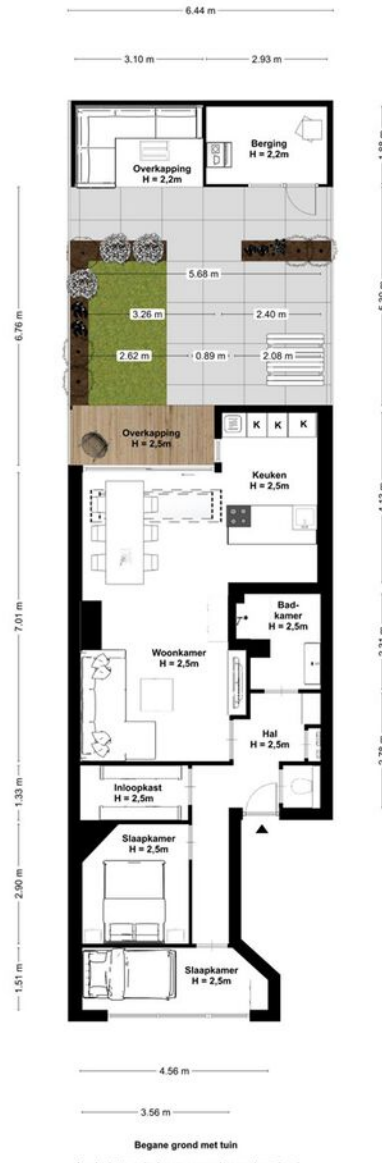 6.44 m
3.10 m
2.93 m
Berging
H = 2,2m
Overkapping
H = 2,2m
5.68 m
3.26 m
2.40 m
2.62 m
0.89 m
2.08 m
6.76 m
Overkapping
H = 2,5m
K K K
Keuken
H = 2,5m
7.01 m
Bad-
kamer
H = 2,5m
Woonkamer
H = 2,5m
Hal
H = 2,5m
1.33 m
Inloopkast
H = 2,5m
2.90 m
Slaapkamer
H = 2,5m
1.51 m
Slaapkamer
H = 2,5m
4.56 m
3.56 m
Begane grond met tuin